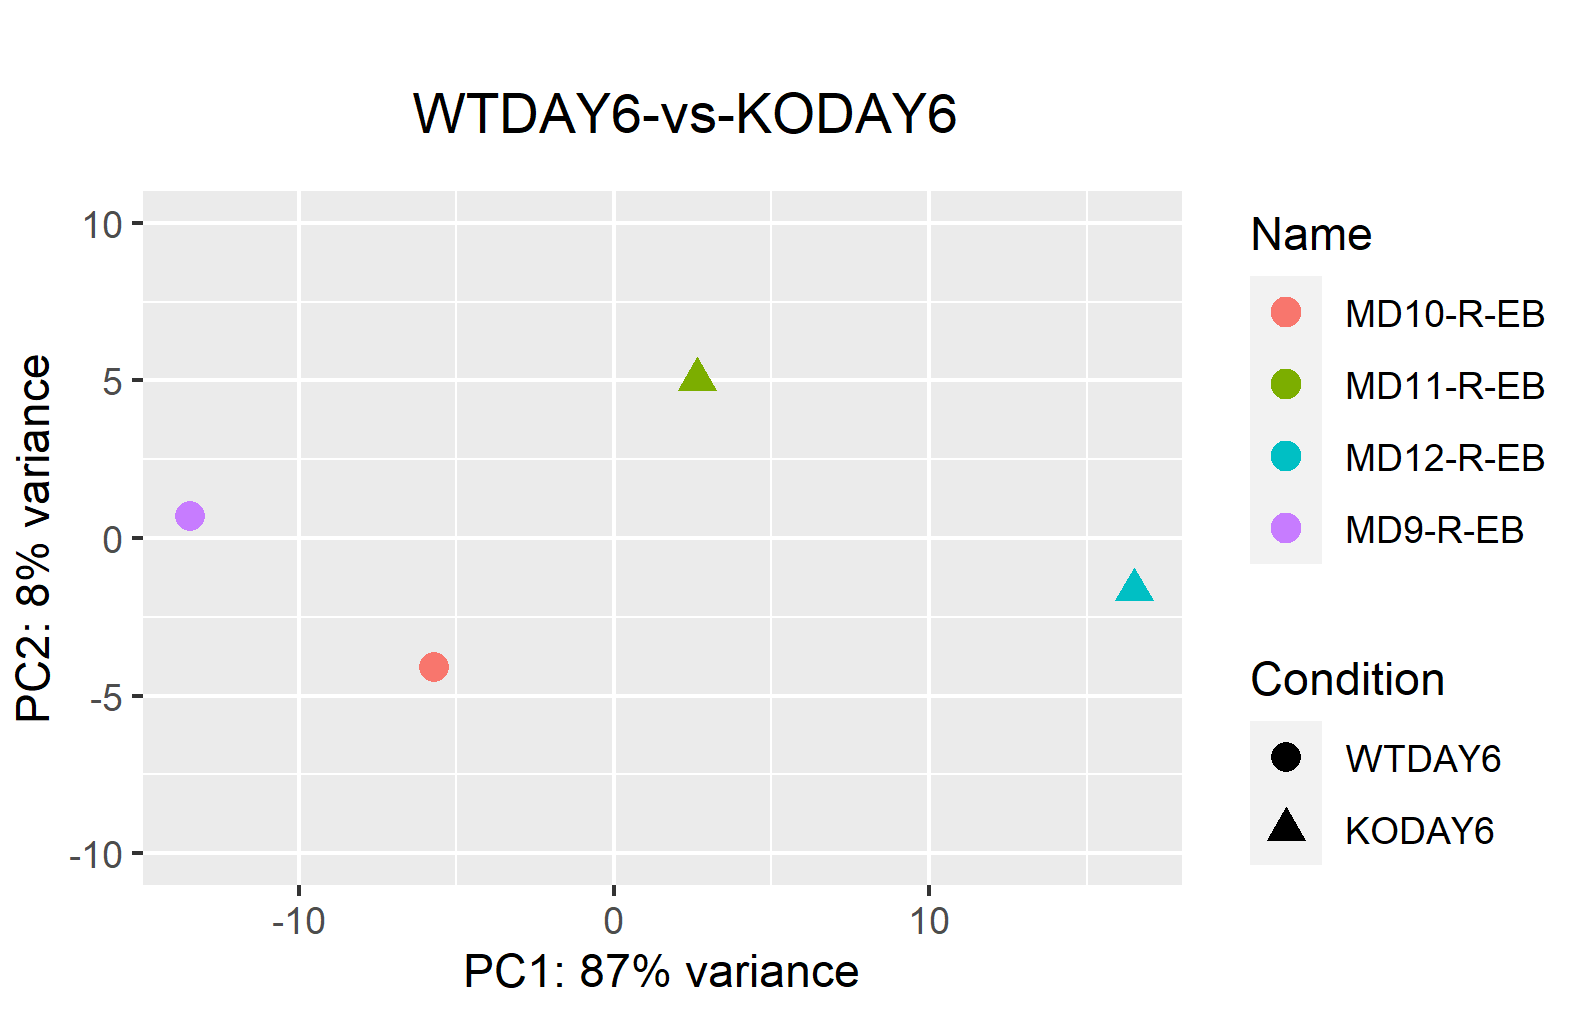 WTDAY6-vs-KODAY6
10
5
0
-5
-10
PC2: 8% variance
-10 0 10
PC1: 87% variance
Name
MD10-R-EB
MD11-R-EB
MD12-R-EB
MD9-R-EB
Condition
WTDAY6
KODAY6